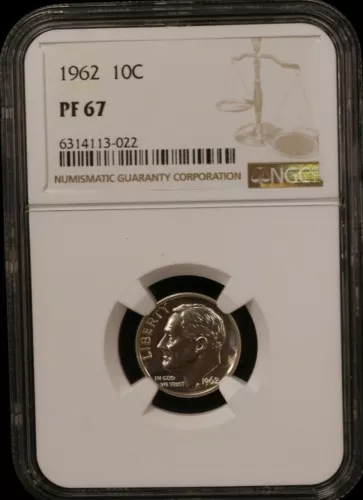 1962 10C
PF 67
6314113-022
NUMISMATIC GUARANTY CORPORATION
NGC
LIBERTY
IN GOD
WE TRUST
1962